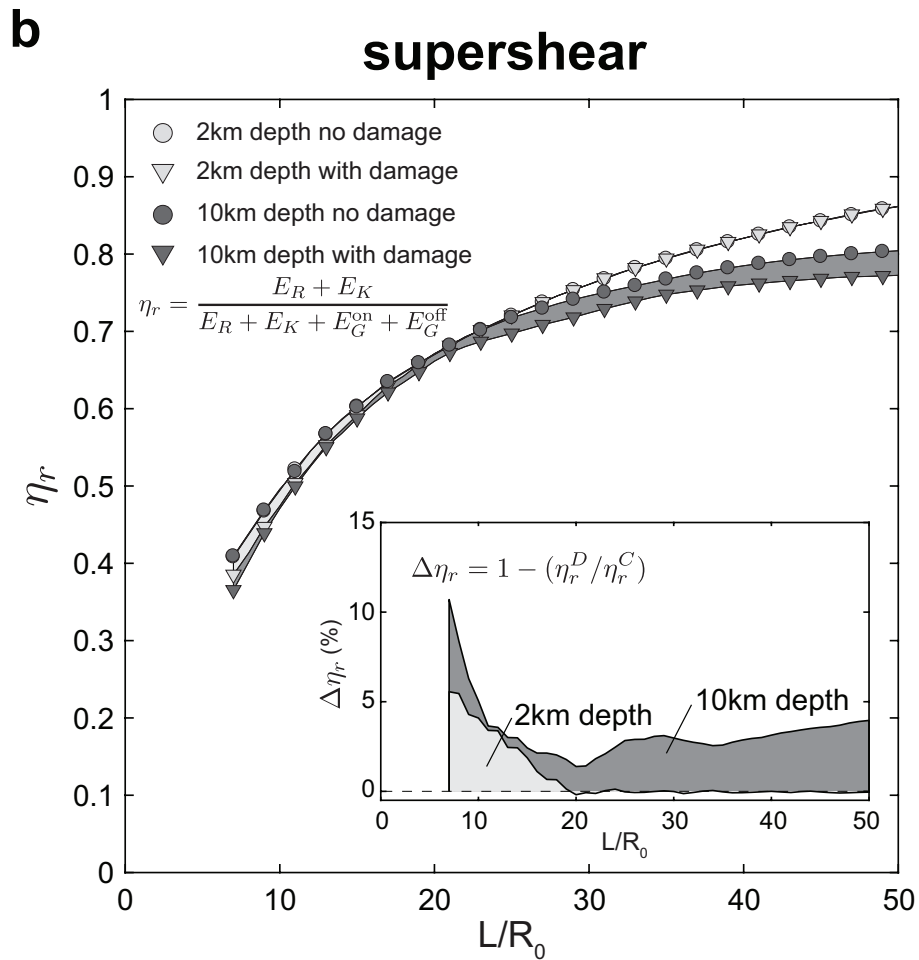 b
supershear
1
0.9
0.8
0.7
0.6
0.5
0.4
0.3
0.2
0.1
0
2km depth no damage
2km depth with damage
10km depth no damage
10km depth with damage
η_r = (E_R + E_K) / (E_R + E_K + E_G^on + E_G^off)
η_r
15
10
5
0
Δη_r = 1 − (η_r^D/η_r^C)
Δη_r (%)
2km depth
10km depth
0 10 20 30 40 50
L/R_0
0 10 20 30 40 50
L/R_0